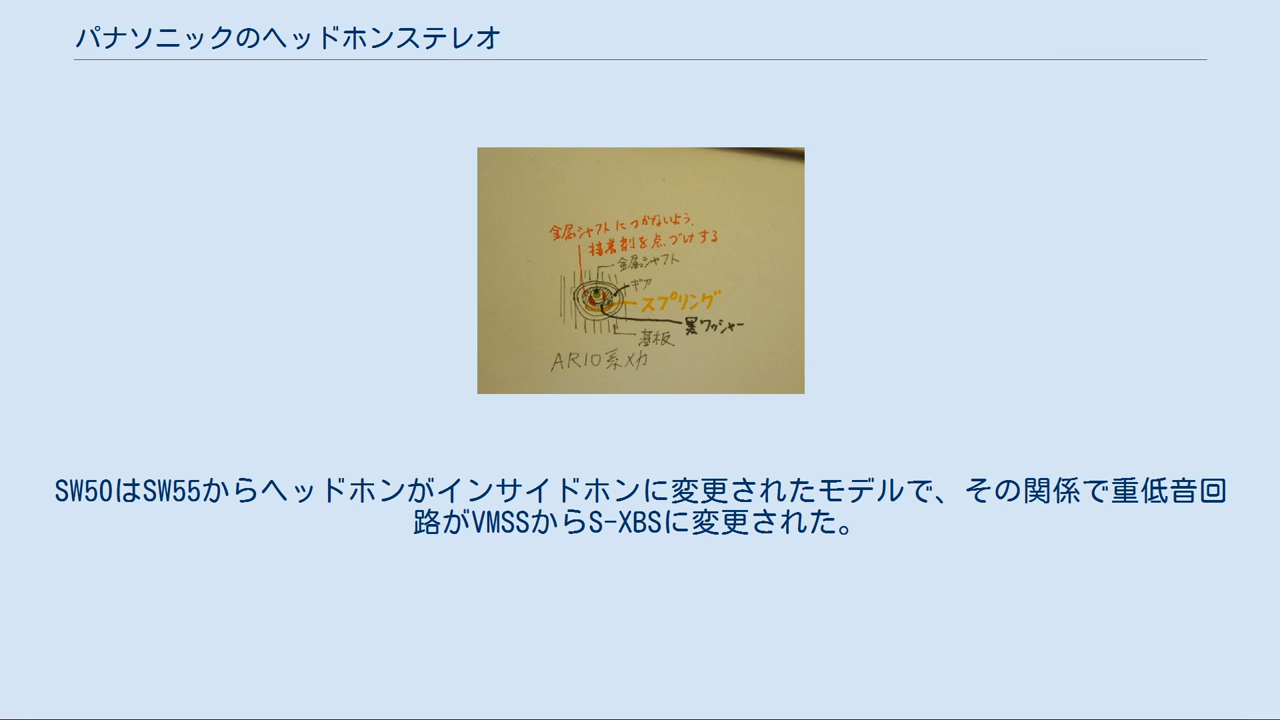 パナソニックのヘッドホンステレオ
金属シャフトにつかないよう、
接着剤を点づけする
金属シャフト
ギア
スプリング
黒ワッシャー
基板
AR10系メカ
SW50はSW55からヘッドホンがインサイドホンに変更されたモデルで、その関係で重低音回
路がVMSSからS-XBSに変更された。